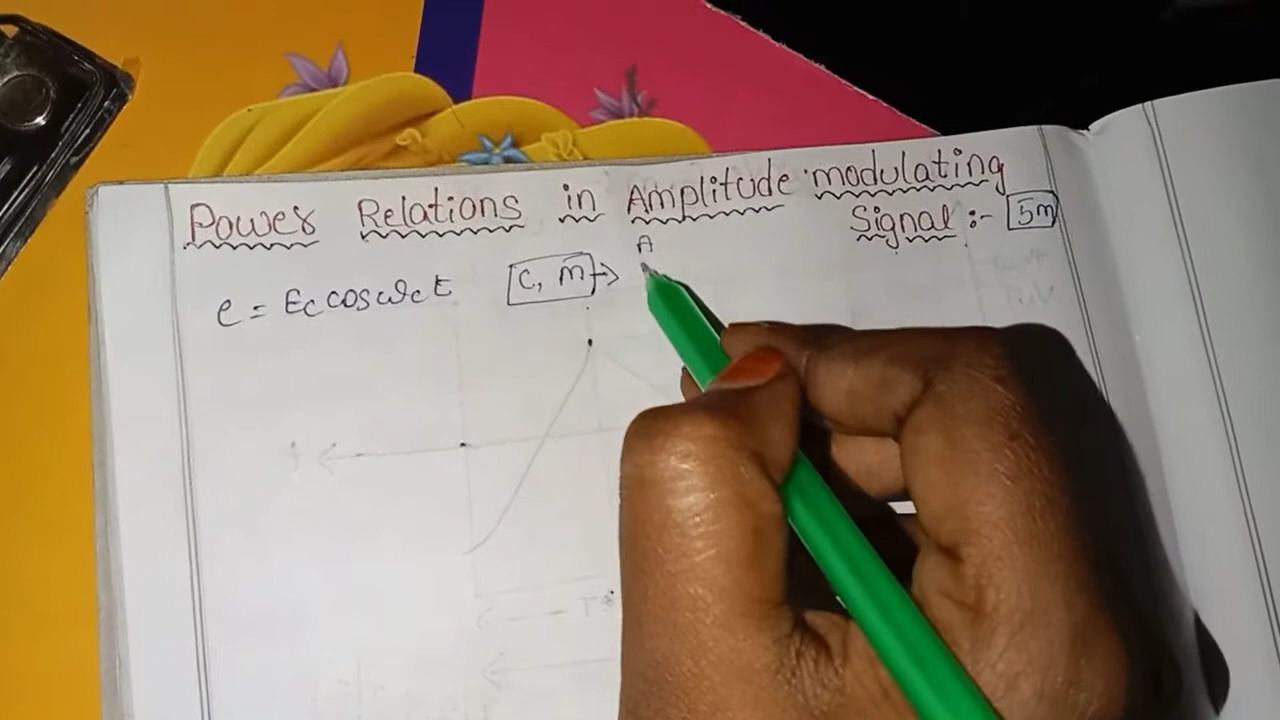 Power Relations in Amplitude modulating
Signal :- 5m
A
e = Ec cos ωc t C, m →